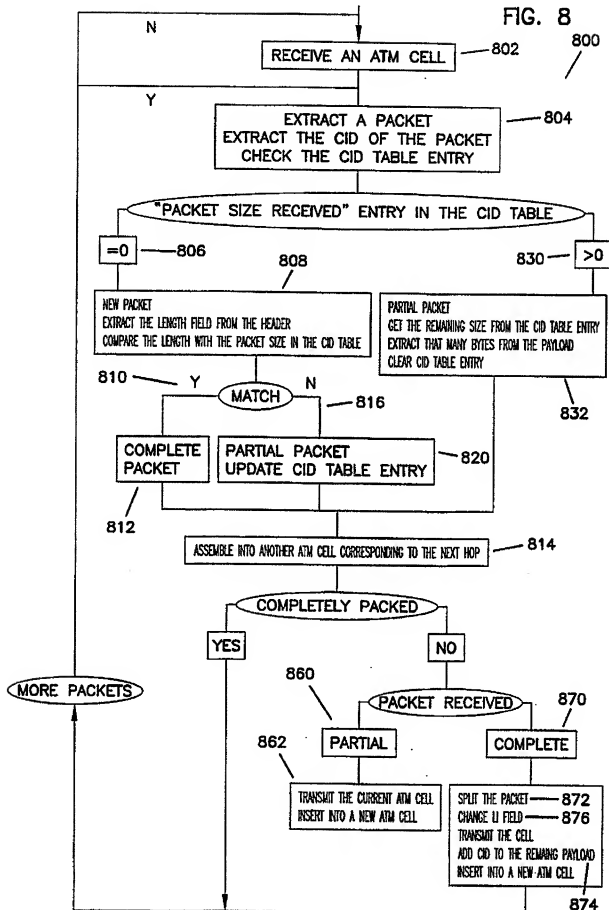 FIG. 8
N
RECEIVE AN ATM CELL
802
800
Y
EXTRACT A PACKET
EXTRACT THE CID OF THE PACKET
CHECK THE CID TABLE ENTRY
804
"PACKET SIZE RECEIVED" ENTRY IN THE CID TABLE
=0
806
830
>0
808
NEW PACKET
EXTRACT THE LENGTH FIELD FROM THE HEADER
COMPARE THE LENGTH WITH THE PACKET SIZE IN THE CID TABLE
PARTIAL PACKET
GET THE REMAINING SIZE FROM THE CID TABLE ENTRY
EXTRACT THAT MANY BYTES FROM THE PAYLOAD
CLEAR CID TABLE ENTRY
832
810
Y
MATCH
N
816
COMPLETE
PACKET
812
PARTIAL PACKET
UPDATE CID TABLE ENTRY
820
ASSEMBLE INTO ANOTHER ATM CELL CORRESPONDING TO THE NEXT HOP
814
COMPLETELY PACKED
YES
NO
MORE PACKETS
860
PACKET RECEIVED
870
862
PARTIAL
COMPLETE
TRANSMIT THE CURRENT ATM CELL
INSERT INTO A NEW ATM CELL
SPLIT THE PACKET 872
CHANGE LI FIELD 876
TRANSMIT THE CELL
ADD CID TO THE REMAING PAYLOAD
INSERT INTO A NEW ATM CELL
874